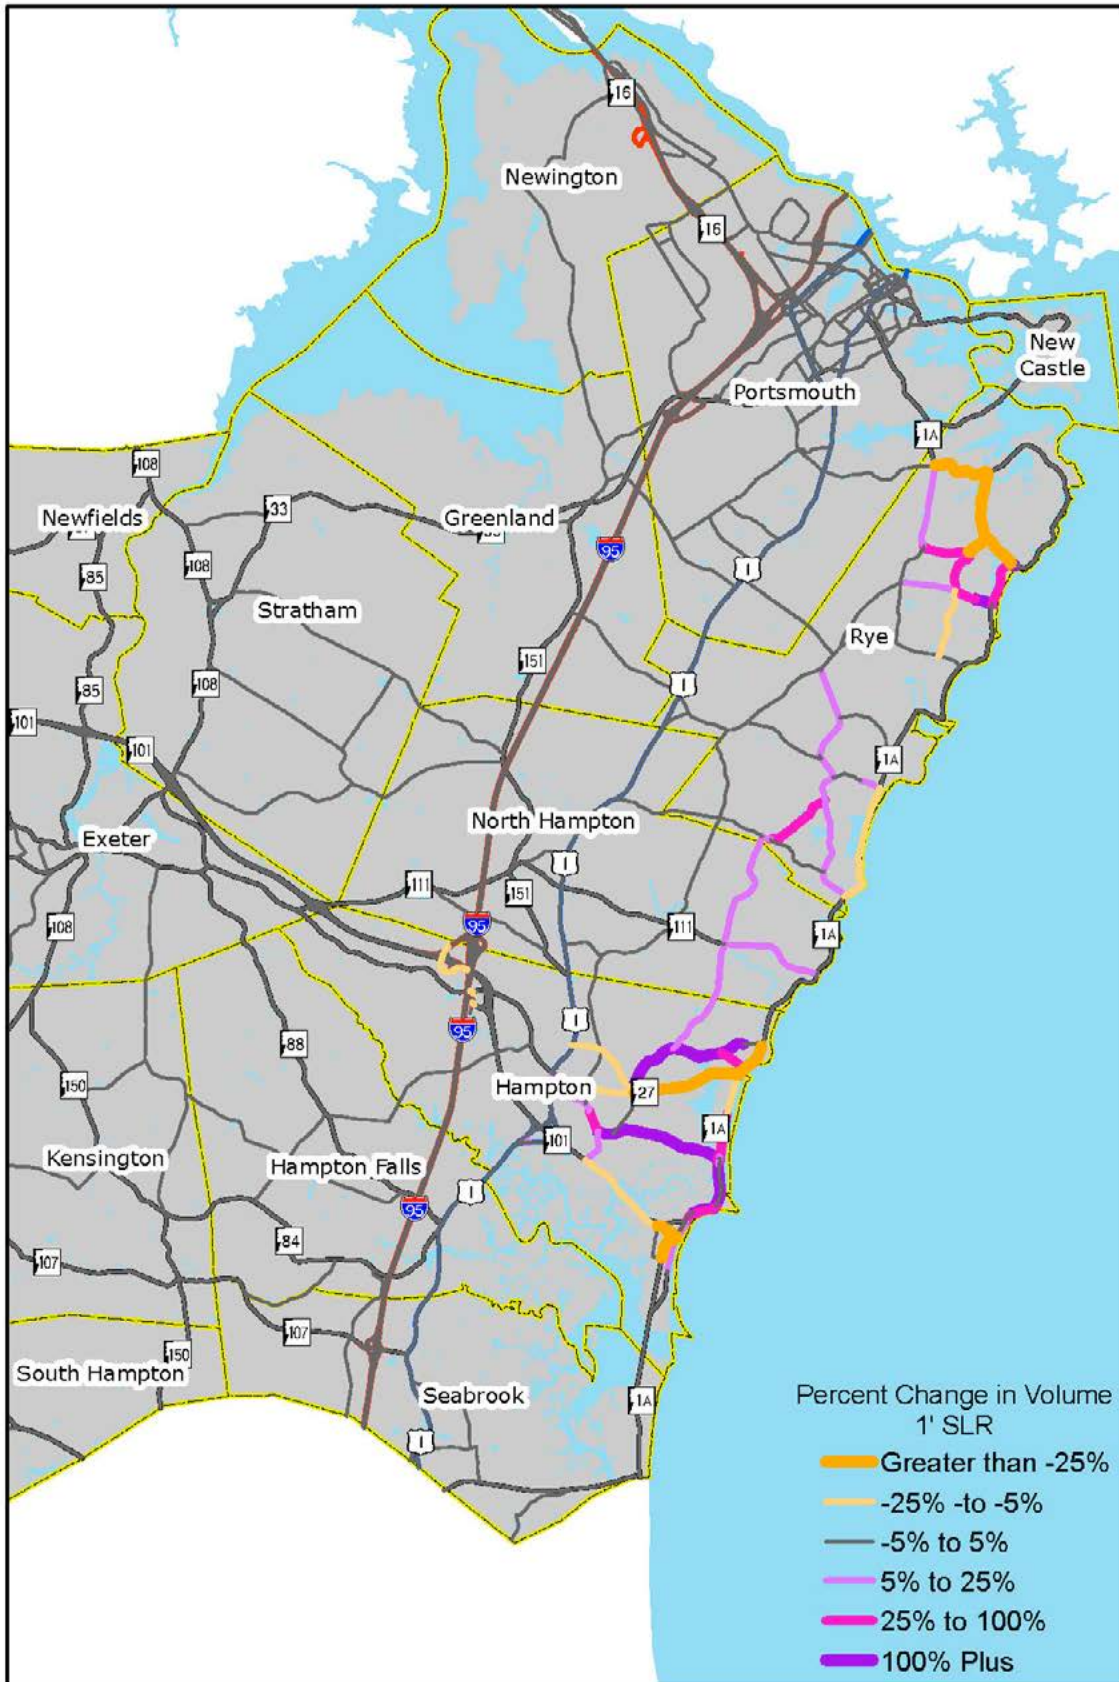 16
Newington
16
New
Castle
Portsmouth
1A
108
33
Newfields
Greenland
95
85
108
1
Stratham
Rye
151
85
108
1
101
101
1A
North Hampton
Exeter
1
111
151
108
95
111
1A
95
1
88
150
Hampton
27
1A
101
Kensington
Hampton Falls
1
95
84
107
107
150
South Hampton
Seabrook
1A
1
Percent Change in Volume
1' SLR
Greater than -25%
-25% -to -5%
-5% to 5%
5% to 25%
25% to 100%
100% Plus